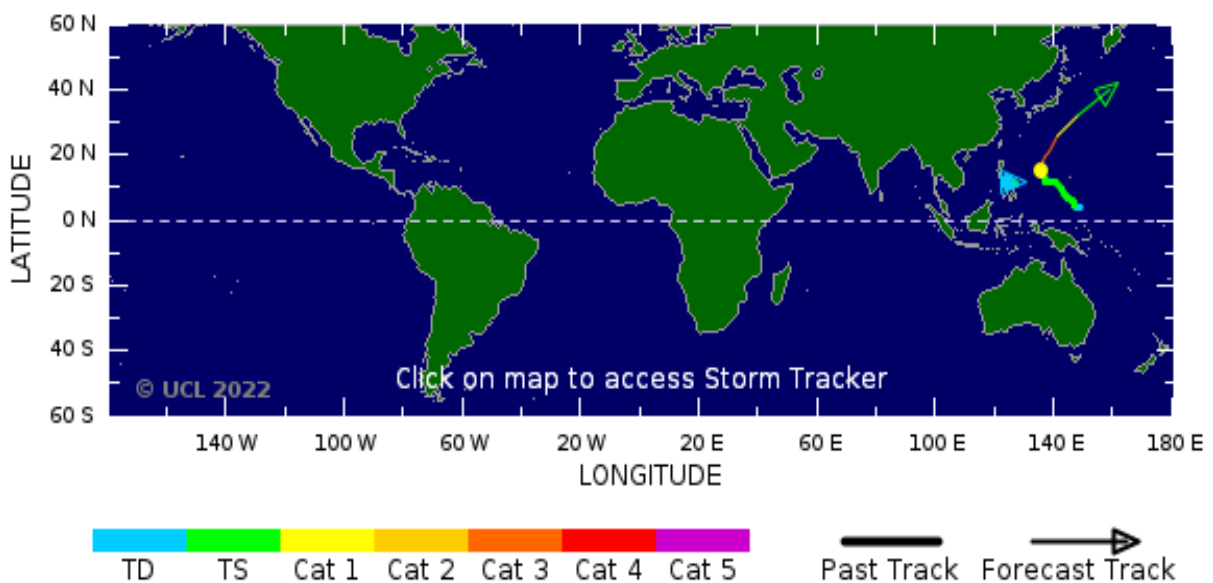 60 N
40 N
20 N
0 N
20 S
40 S
60 S
LATITUDE
Click on map to access Storm Tracker
© UCL 2022
140 W 100 W 60 W 20 W 20 E 60 E 100 E 140 E 180 E
LONGITUDE
TD TS Cat 1 Cat 2 Cat 3 Cat 4 Cat 5 Past Track Forecast Track